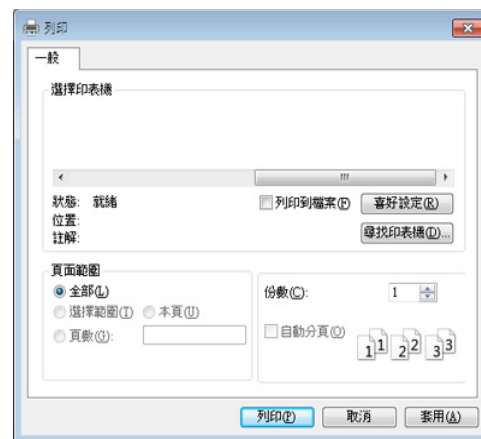 列印
一般
選擇印表機
狀態: 就緒
列印到檔案(F)
喜好設定(R)
位置:
註解:
尋找印表機(D)...
頁面範圍
全部(L)
選擇範圍(T) 本頁(U)
頁數(G):
份數(C): 1
自動分頁(O)
1 1 2 2 3 3
列印(P) 取消 套用(A)